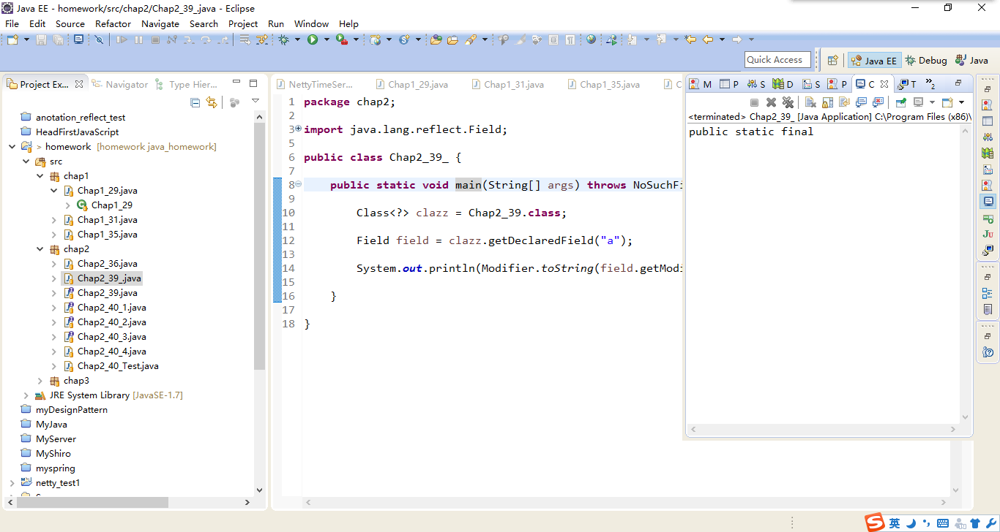 Java EE - homework/src/chap2/Chap2_39_.java - Eclipse
File Edit Source Refactor Navigate Search Project Run Window Help
Quick Access
Java EE
Debug
Java
Project Ex...
Navigator
Type Hier...
anotation_reflect_test
HeadFirstJavaScript
> homework [homework java_homework]
src
chap1
Chap1_29.java
Chap1_29
Chap1_31.java
Chap1_35.java
chap2
Chap2_36.java
Chap2_39_.java
Chap2_39.java
Chap2_40_1.java
Chap2_40_2.java
Chap2_40_3.java
Chap2_40_4.java
Chap2_40_Test.java
chap3
JRE System Library [JavaSE-1.7]
myDesignPattern
MyJava
MyServer
MyShiro
myspring
netty_test1
NettyTimeSer...
Chap1_29.java
Chap1_31.java
Chap1_35.java
C
1 package chap2;
2
3 import java.lang.reflect.Field;
5
6 public class Chap2_39_ {
7
8 public static void main(String[] args) throws NoSuchFi
9
10 Class<?> clazz = Chap2_39.class;
11
12 Field field = clazz.getDeclaredField("a");
13
14 System.out.println(Modifier.toString(field.getModi
15
16 }
17
18 }
M P S D S P C T »2
<terminated> Chap2_39_ [Java Application] C:\Program Files (x86)\
public static final
Ju
S 英